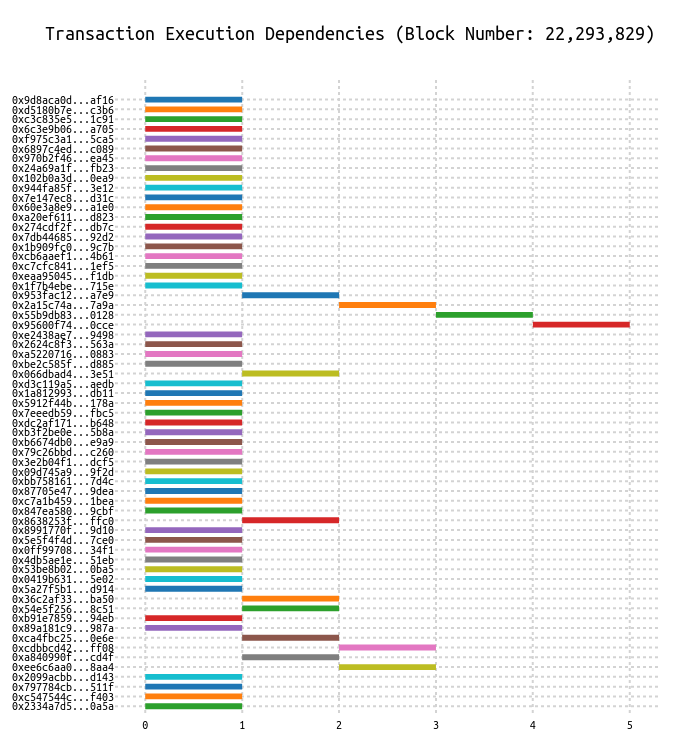 Transaction Execution Dependencies (Block Number: 22,293,829)
0x9d8aca0d...af16
0xd5180b7e...c3b6
0xc3c835e5...1c91
0x6c3e9b06...a705
0xf975c3a1...5ca5
0x6897c4ed...c089
0x970b2f46...ea45
0x24a69a1f...fb23
0x102b0a3d...0ea9
0x944fa85f...3e12
0x7e147ec8...d31c
0x60e3a8e9...a1e0
0xa20ef611...d823
0x274cdf2f...db7c
0x7db44685...92d2
0x1b909fc0...9c7b
0xcb6aaef1...4b61
0xc7cfc841...1ef5
0xeaa95045...f1db
0x1f7b4ebe...715e
0x953fac12...a7e9
0x2a15c74a...7a9a
0x55b9db83...0128
0x95600f74...0cce
0xe2438ae7...9498
0x2624c8f3...563a
0xa5220716...0883
0xbe2c585f...d885
0x066dbad4...3e51
0xd3c119a5...aedb
0x1a812993...db11
0x5912f44b...178a
0x7eeedb59...fbc5
0xdc2af171...b648
0xb3f2be0e...5b8a
0xb6674db0...e9a9
0x79c26bbd...c260
0x3e2b04f1...dcf5
0x09d745a9...9f2d
0xbb758161...7d4c
0x87705e47...9dea
0xc7a1b459...1bea
0x847ea580...9cbf
0x8638253f...ffc0
0x8991770f...9d10
0x5e5f4f4d...7ce0
0x0ff99708...34f1
0x4db5ae1e...51eb
0x53be8b02...0ba5
0x0419b631...5e02
0x5a27f5b1...d914
0x36c2af33...ba50
0x54e5f256...8c51
0xb91e7859...94eb
0x89a181c9...987a
0xca4fbc25...0e6e
0xcdbbcd42...ff08
0xa840990f...cd4f
0xee6c6aa0...8aa4
0x2099acbb...d143
0x797784cb...511f
0xc547544c...f403
0x2334a7d5...0a5a
0 1 2 3 4 5